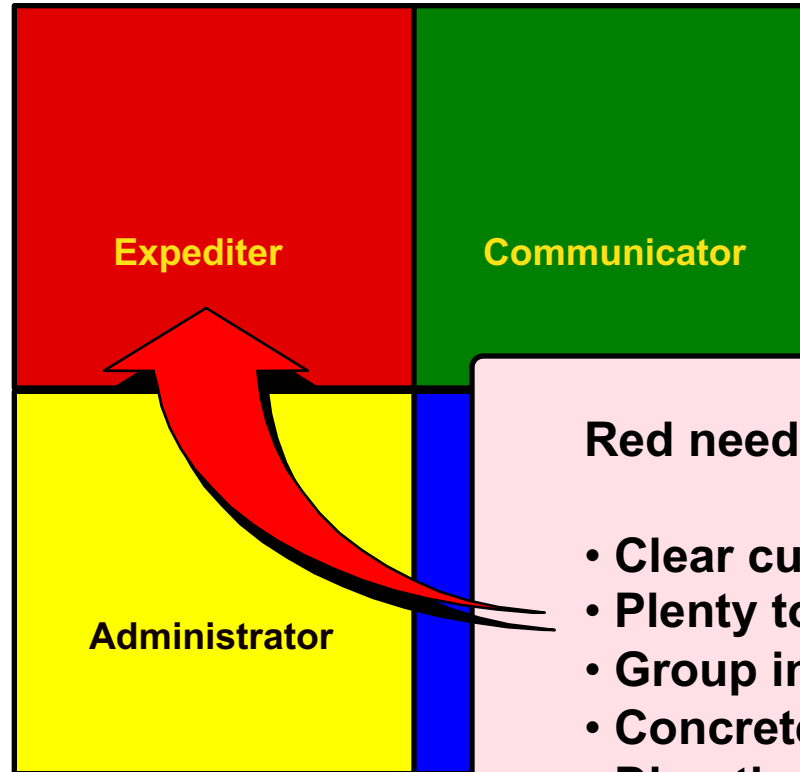 Expediter
Communicator
Administrator
Red need
• Clear cu
• Plenty to
• Group in
• Concrete